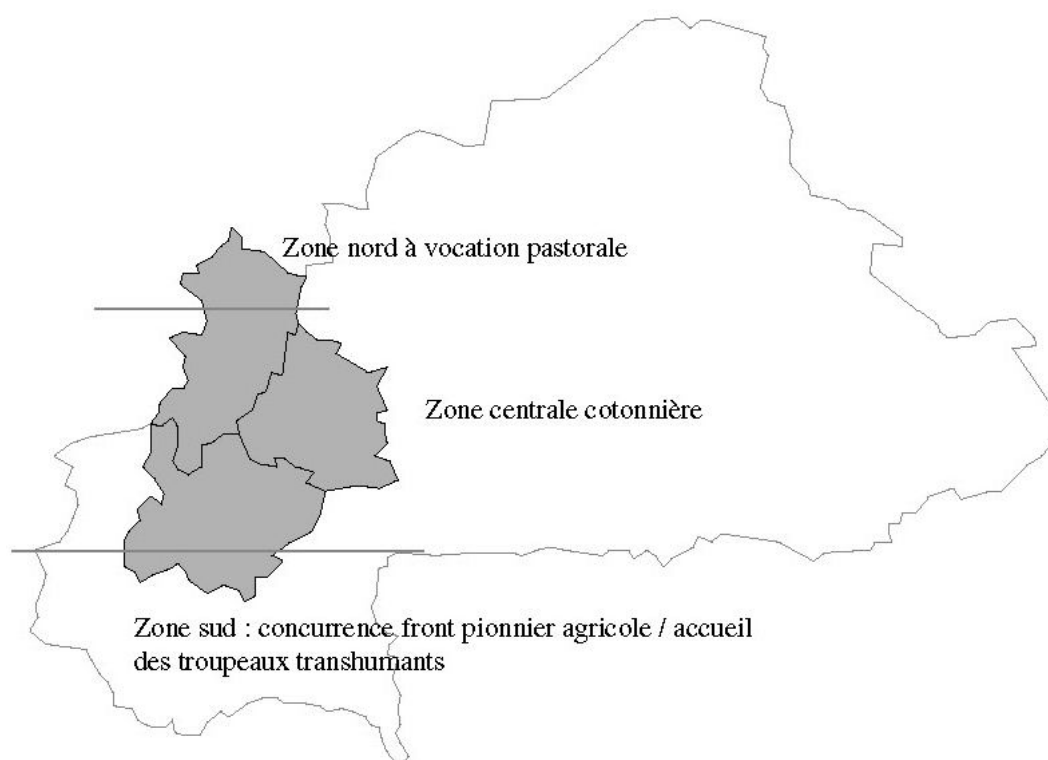 Zone nord à vocation pastorale
Zone centrale cotonnière
Zone sud : concurrence front pionnier agricole / accueil
des troupeaux transhumants